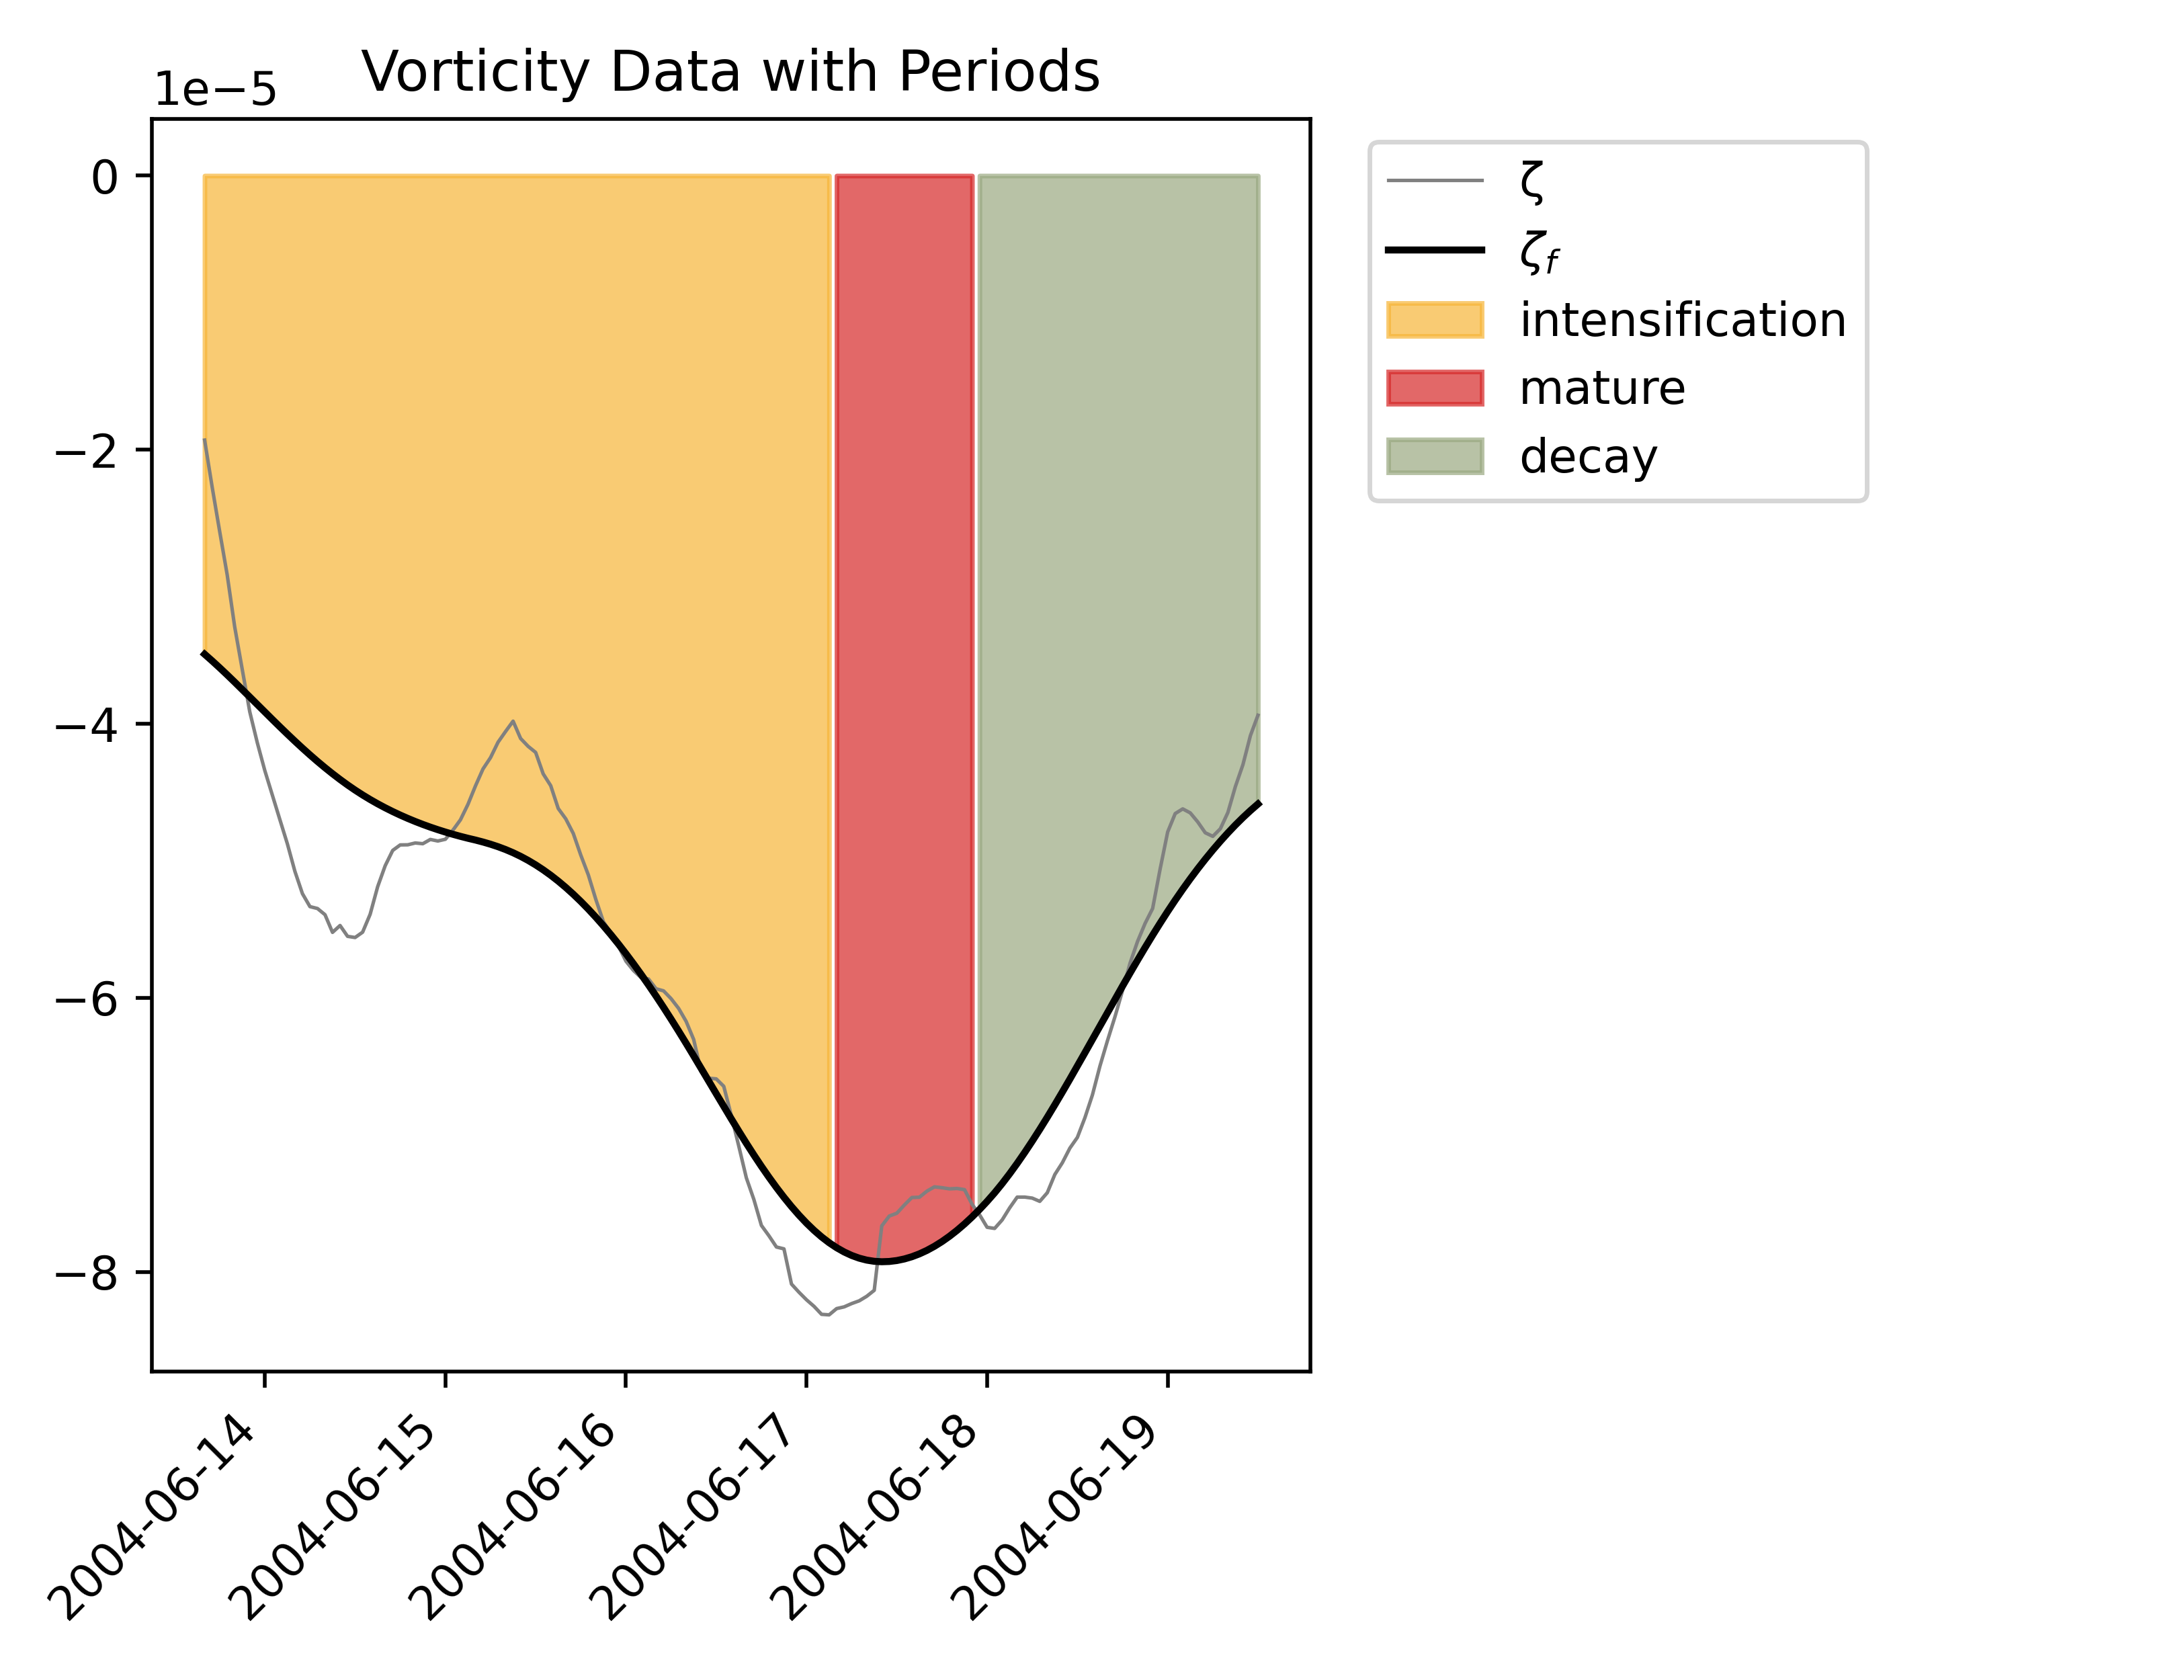 Vorticity Data with Periods
1e−5
0
−2
−4
−6
−8
2004-06-14
2004-06-15
2004-06-16
2004-06-17
2004-06-18
2004-06-19
ζ
ζf
intensification
mature
decay